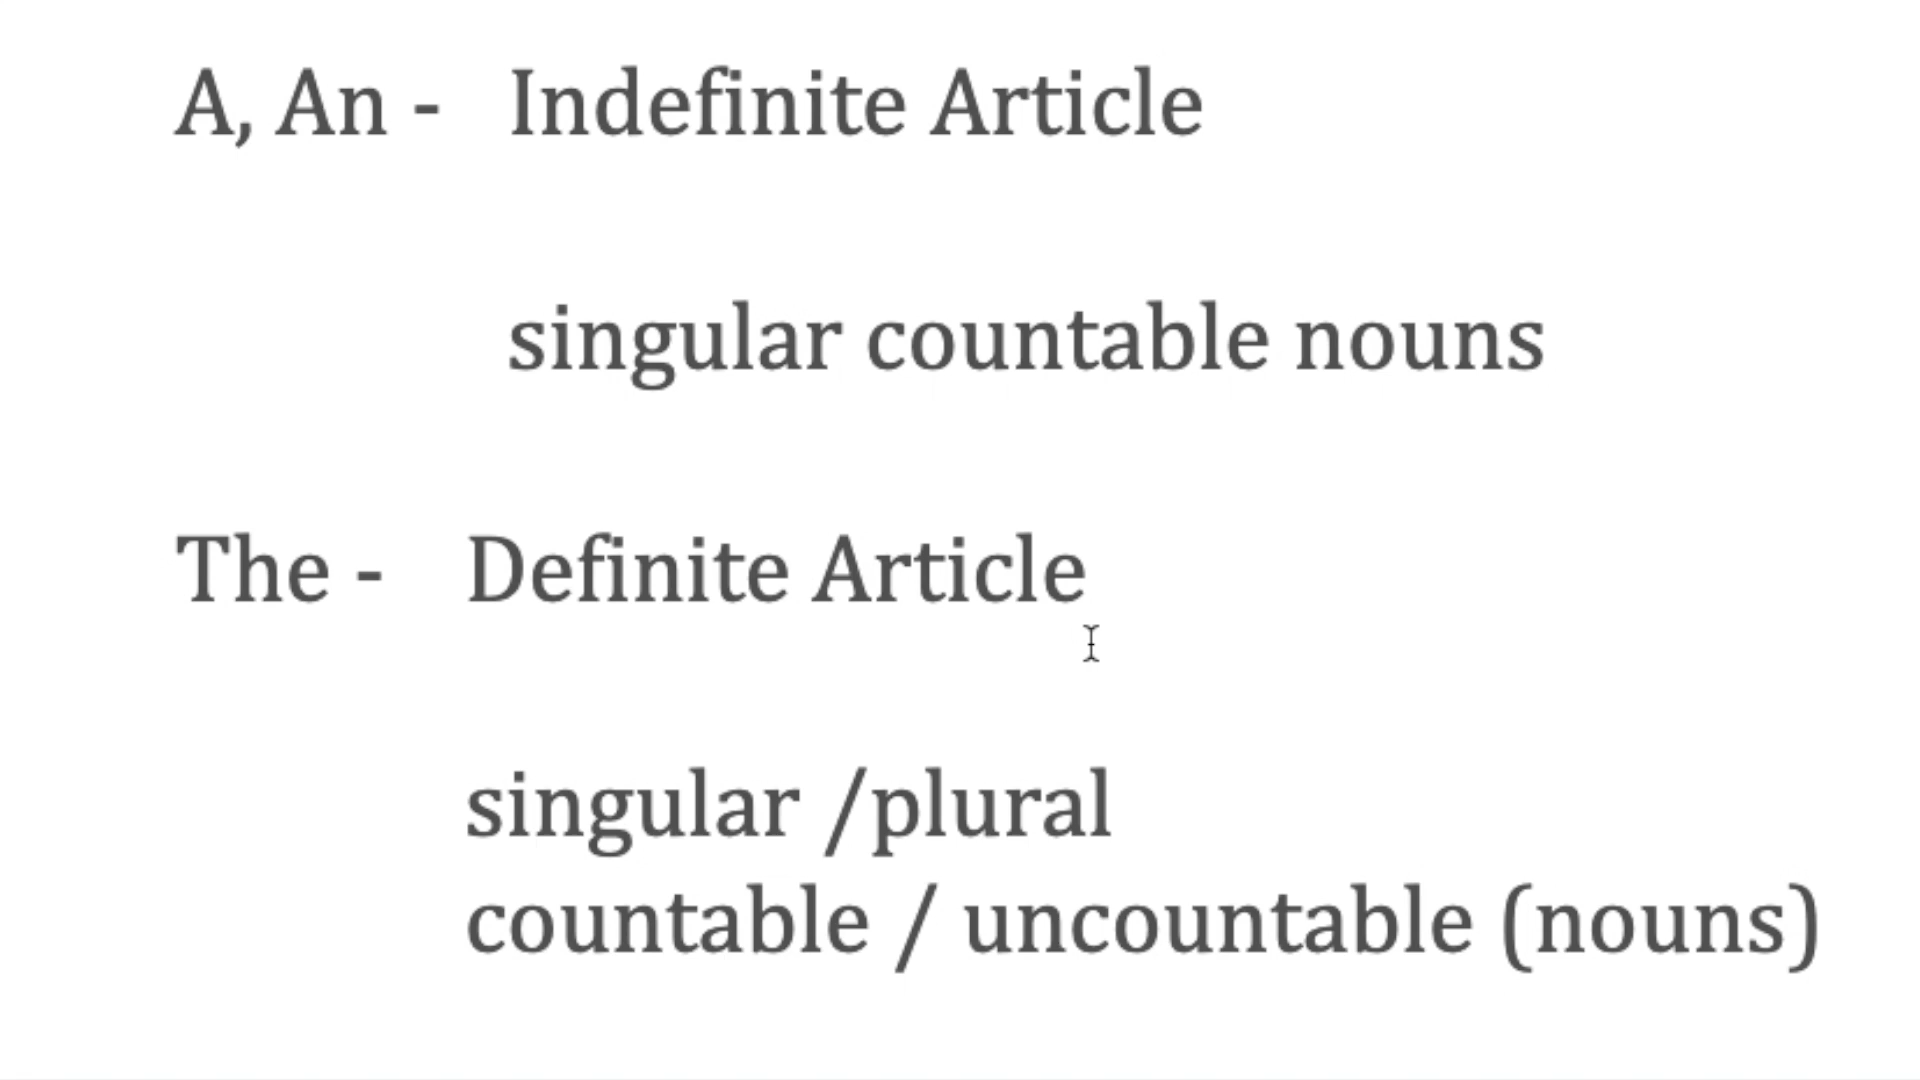 A, An - Indefinite Article
singular countable nouns
The - Definite Article
singular /plural
countable / uncountable (nouns)